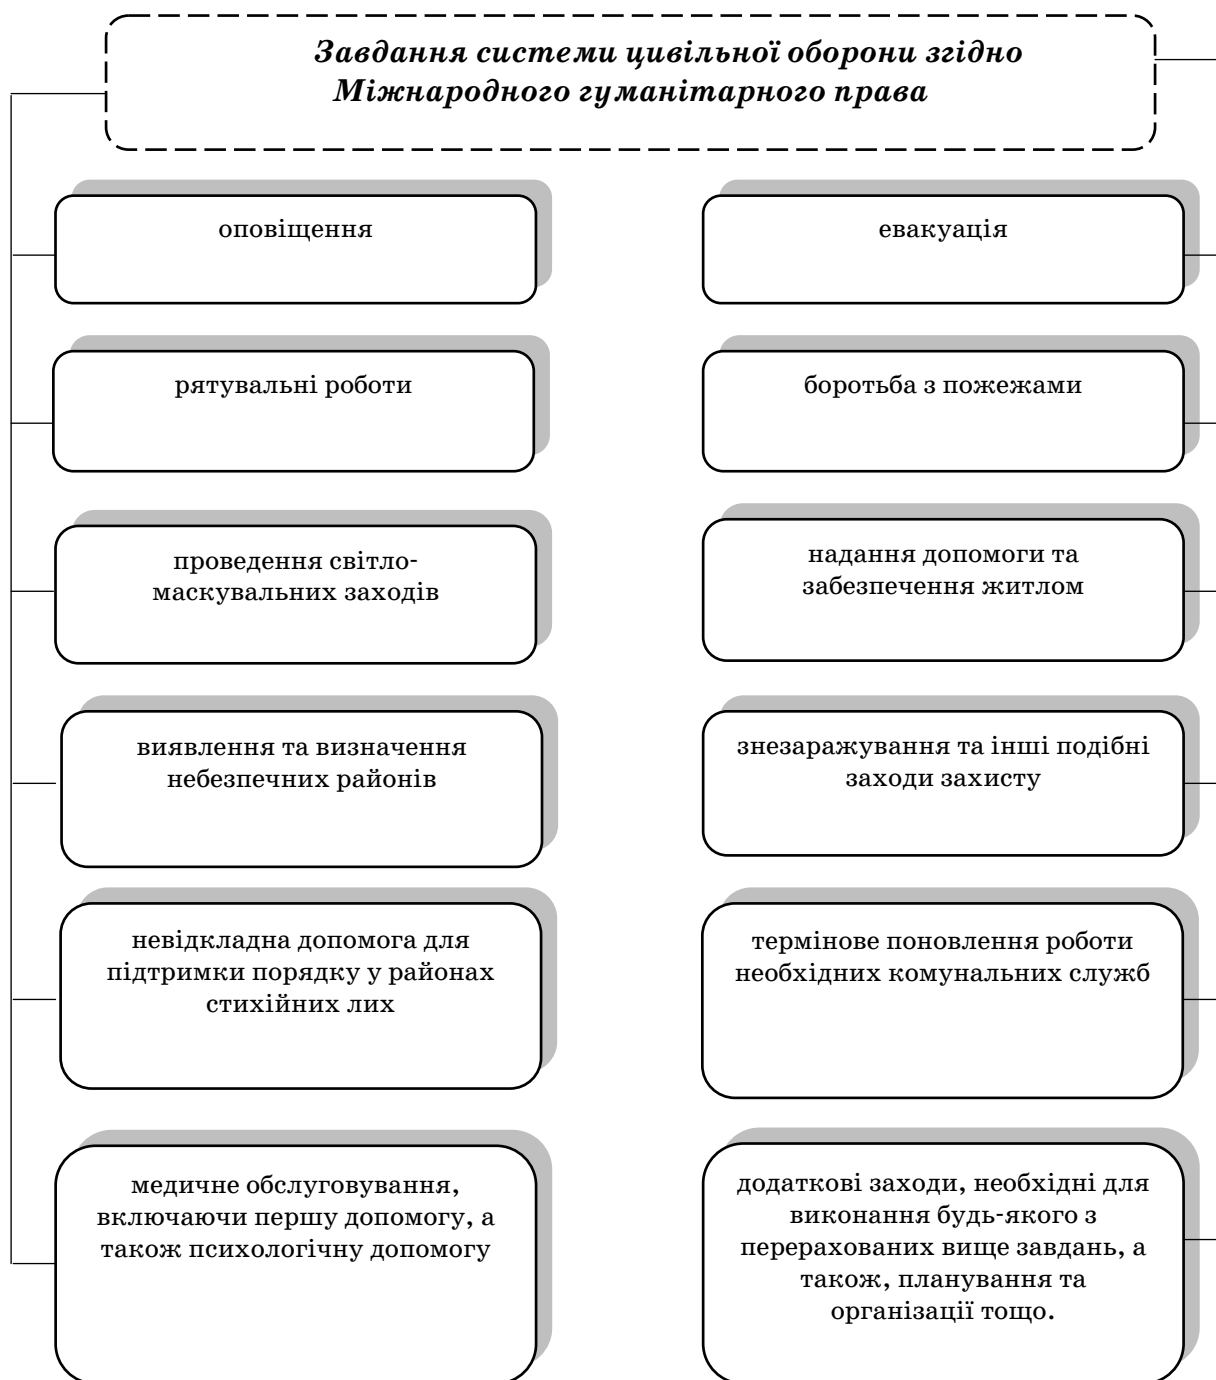 Завдання системи цивільної оборони згідно
Міжнародного гуманітарного права
оповіщення
евакуація
рятувальні роботи
боротьба з пожежами
проведення світло-
маскувальних заходів
надання допомоги та
забезпечення житлом
виявлення та визначення
небезпечних районів
знезаражування та інші подібні
заходи захисту
невідкладна допомога для
підтримки порядку у районах
стихійних лих
термінове поновлення роботи
необхідних комунальних служб
медичне обслуговування,
включаючи першу допомогу, а
також психологічну допомогу
додаткові заходи, необхідні для
виконання будь-якого з
перерахованих вище завдань, а
також, планування та
організації тощо.